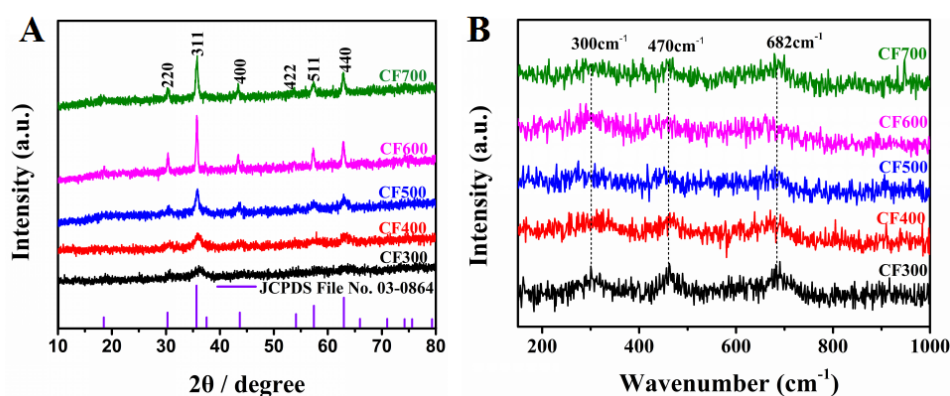 A
Intensity (a.u.)
220
311
400
422
511
440
CF700
CF600
CF500
CF400
CF300
JCPDS File No. 03-0864
10 20 30 40 50 60 70 80
2θ / degree
B
Intensity (a.u.)
300cm⁻¹ 470cm⁻¹ 682cm⁻¹
CF700
CF600
CF500
CF400
CF300
200 400 600 800 1000
Wavenumber (cm⁻¹)